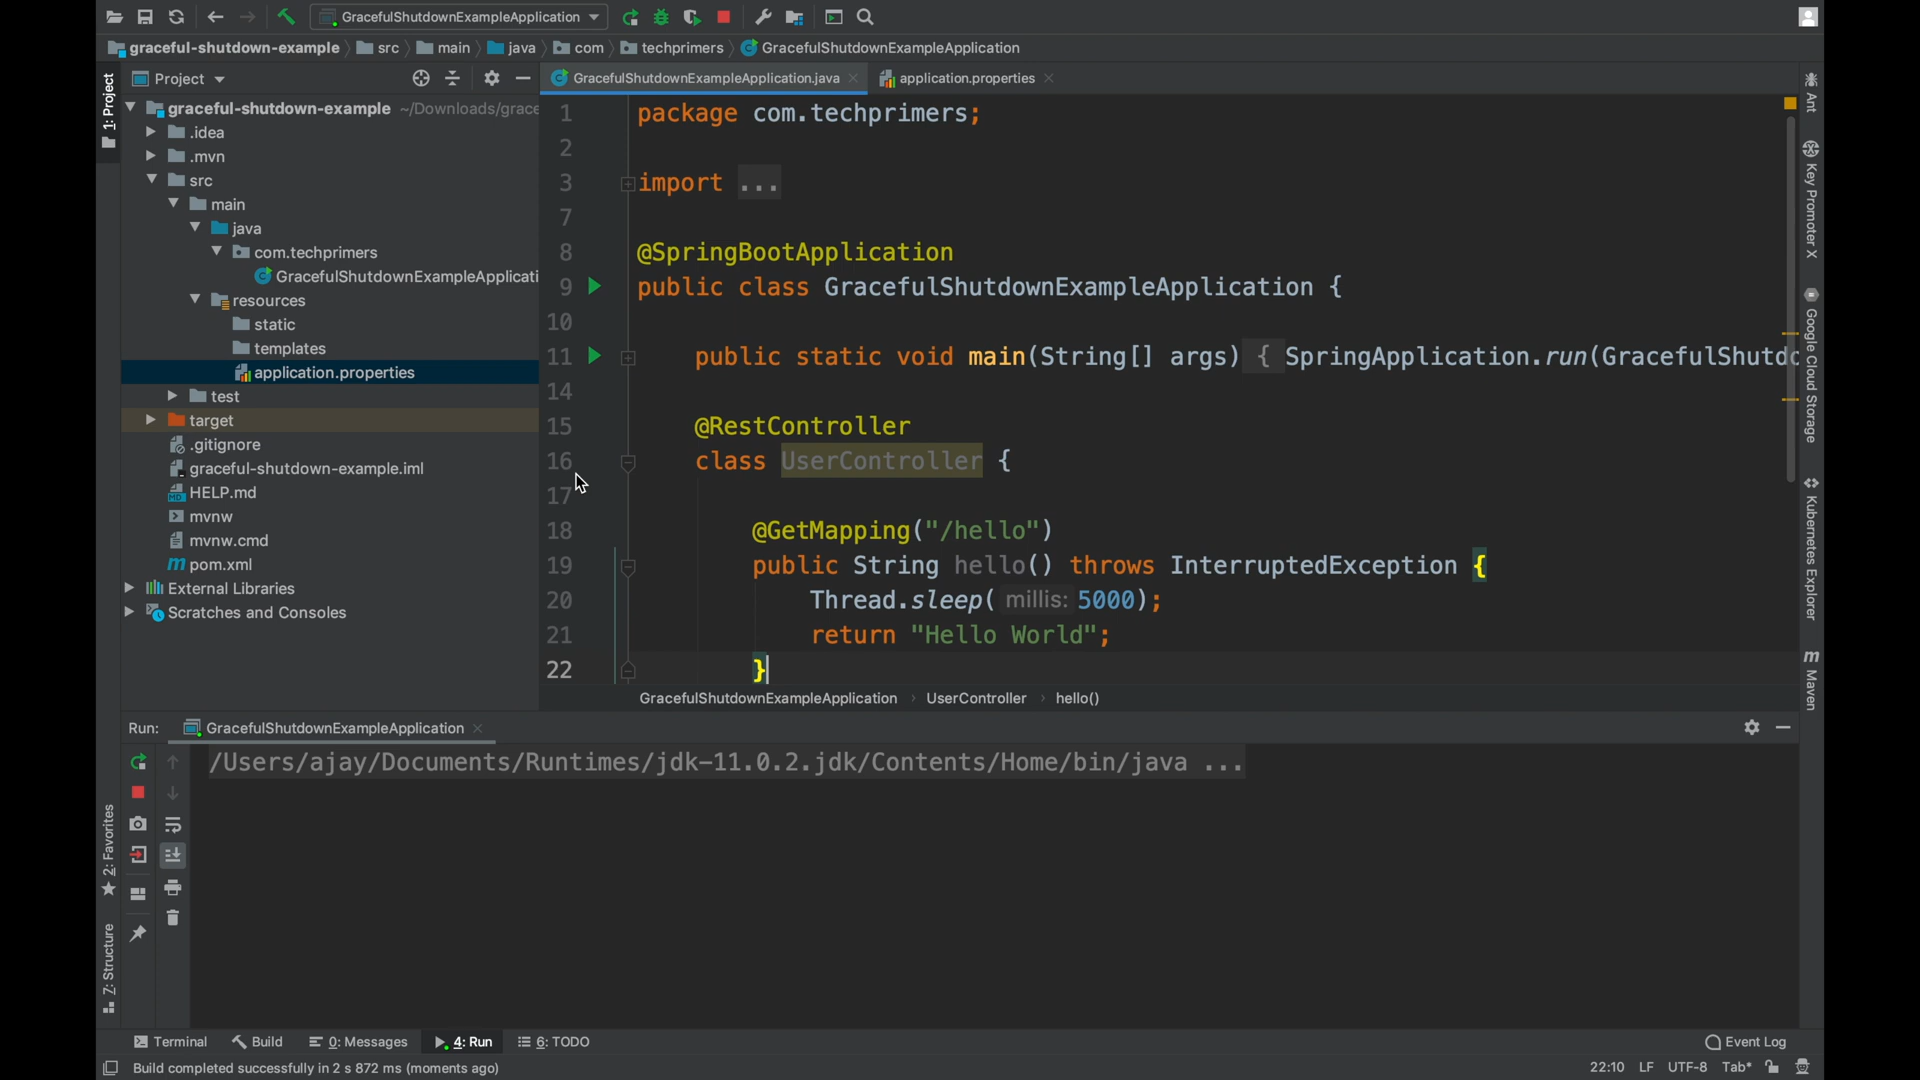 GracefulShutdownExampleApplication
graceful-shutdown-example src main java com techprimers GracefulShutdownExampleApplication
1: Project
Project
graceful-shutdown-example ~/Downloads/grace
.idea
.mvn
src
main
java
com.techprimers
GracefulShutdownExampleApplicati
resources
static
templates
application.properties
test
target
.gitignore
graceful-shutdown-example.iml
HELP.md
mvnw
mvnw.cmd
pom.xml
External Libraries
Scratches and Consoles
GracefulShutdownExampleApplication.java application.properties
1 package com.techprimers;
2
3 import ...
7
8 @SpringBootApplication
9 public class GracefulShutdownExampleApplication {
10
11 public static void main(String[] args) { SpringApplication.run(GracefulShutdo
14
15 @RestController
16 class UserController {
17
18 @GetMapping("/hello")
19 public String hello() throws InterruptedException {
20 Thread.sleep( millis: 5000);
21 return "Hello World";
22 }
GracefulShutdownExampleApplication UserController hello()
Ant
Key Promoter X
Google Cloud Storage
Kubernetes Explorer
Maven
Run: GracefulShutdownExampleApplication
/Users/ajay/Documents/Runtimes/jdk-11.0.2.jdk/Contents/Home/bin/java ...
2: Favorites
Z: Structure
Terminal Build 0: Messages 4: Run 6: TODO Event Log
Build completed successfully in 2 s 872 ms (moments ago) 22:10 LF UTF-8 Tab*